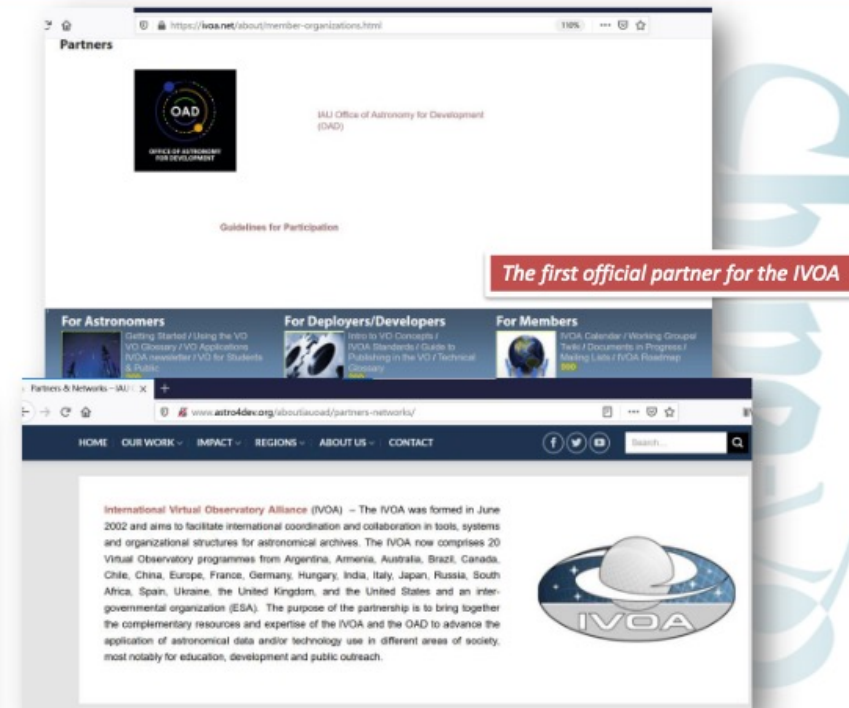 https://ivoa.net/about/member-organizations.html
110%
Partners
OAD
OFFICE OF ASTRONOMY
FOR DEVELOPMENT
IAU Office of Astronomy for Development
(OAD)
Guidelines for Participation
The first official partner for the IVOA
For Astronomers
Getting Started / Using the VO
VO Glossary / VO Applications
IVOA newsletter / VO for Students
& Public
For Deployers/Developers
Intro to VO Concepts /
IVOA Standards / Guide to
Publishing in the VO / Technical
Glossary
For Members
IVOA Calendar / Working Groups/
Twiki / Documents in Progress /
Mailing Lists / IVOA Roadmap
Partners & Networks – IAU
www.astro4dev.org/aboutiauoad/partners-networks/
HOME OUR WORK IMPACT REGIONS ABOUT US CONTACT
Search...
International Virtual Observatory Alliance (IVOA) – The IVOA was formed in June
2002 and aims to facilitate international coordination and collaboration in tools, systems
and organizational structures for astronomical archives. The IVOA now comprises 20
Virtual Observatory programmes from Argentina, Armenia, Australia, Brazil, Canada,
Chile, China, Europe, France, Germany, Hungary, India, Italy, Japan, Russia, South
Africa, Spain, Ukraine, the United Kingdom, and the United States and an inter-
governmental organization (ESA). The purpose of the partnership is to bring together
the complementary resources and expertise of the IVOA and the OAD to advance the
application of astronomical data and/or technology use in different areas of society,
most notably for education, development and public outreach.
IVOA